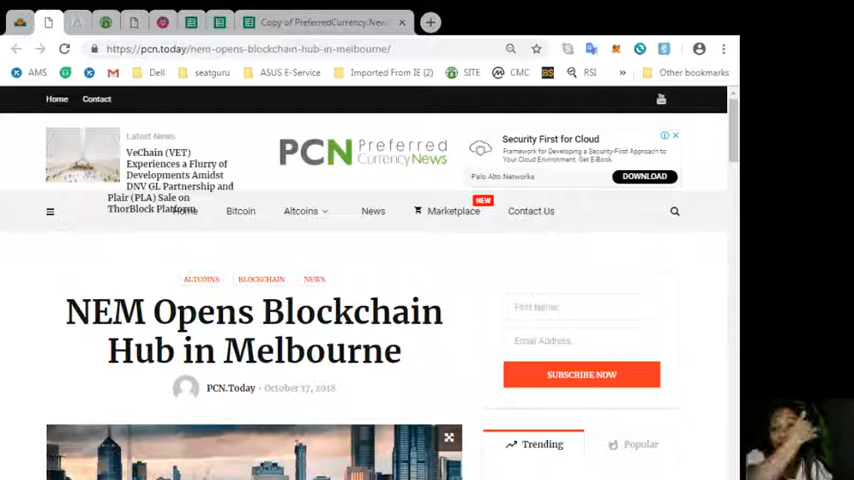 Copy of PreferredCurrency.New
https://pcn.today/nem-opens-blockchain-hub-in-melbourne/
AMS
Dell
seatguru
ASUS E-Service
Imported From IE (2)
SITE
CMC
BS
RSI
»
Other bookmarks
Home
Contact
Latest News
VeChain (VET)
Experiences a Flurry of
Developments Amidst
DNV GL Partnership and
Plair (PLA) Sale on
ThorBlock Platform
PCN Preferred
Currency News
Security First for Cloud
Framework for Developing a Security-First Approach to
Your Cloud Environment. Get E-Book.
Palo Alto Networks
DOWNLOAD
Home
Bitcoin
Altcoins
News
Marketplace
NEW
Contact Us
ALTCOINS
BLOCKCHAIN
NEWS
NEM Opens Blockchain
Hub in Melbourne
PCN.Today - October 17, 2018
First Name:
Email Address:
SUBSCRIBE NOW
Trending
Popular